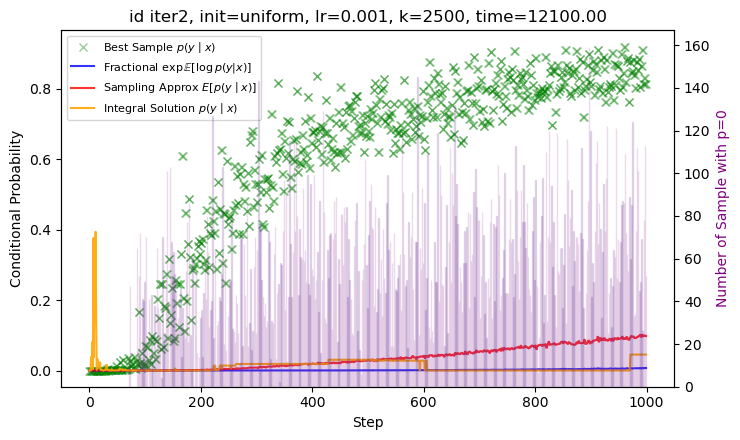 id iter2, init=uniform, lr=0.001, k=2500, time=12100.00
Best Sample p(y | x)
Fractional exp𝔼[log p(y|x)]
Sampling Approx E[p(y | x)]
Integral Solution p(y | x)
Conditional Probability
0.8
0.6
0.4
0.2
0.0
160
140
120
100
80
60
40
20
0
Number of Sample with p=0
0 200 400 600 800 1000
Step